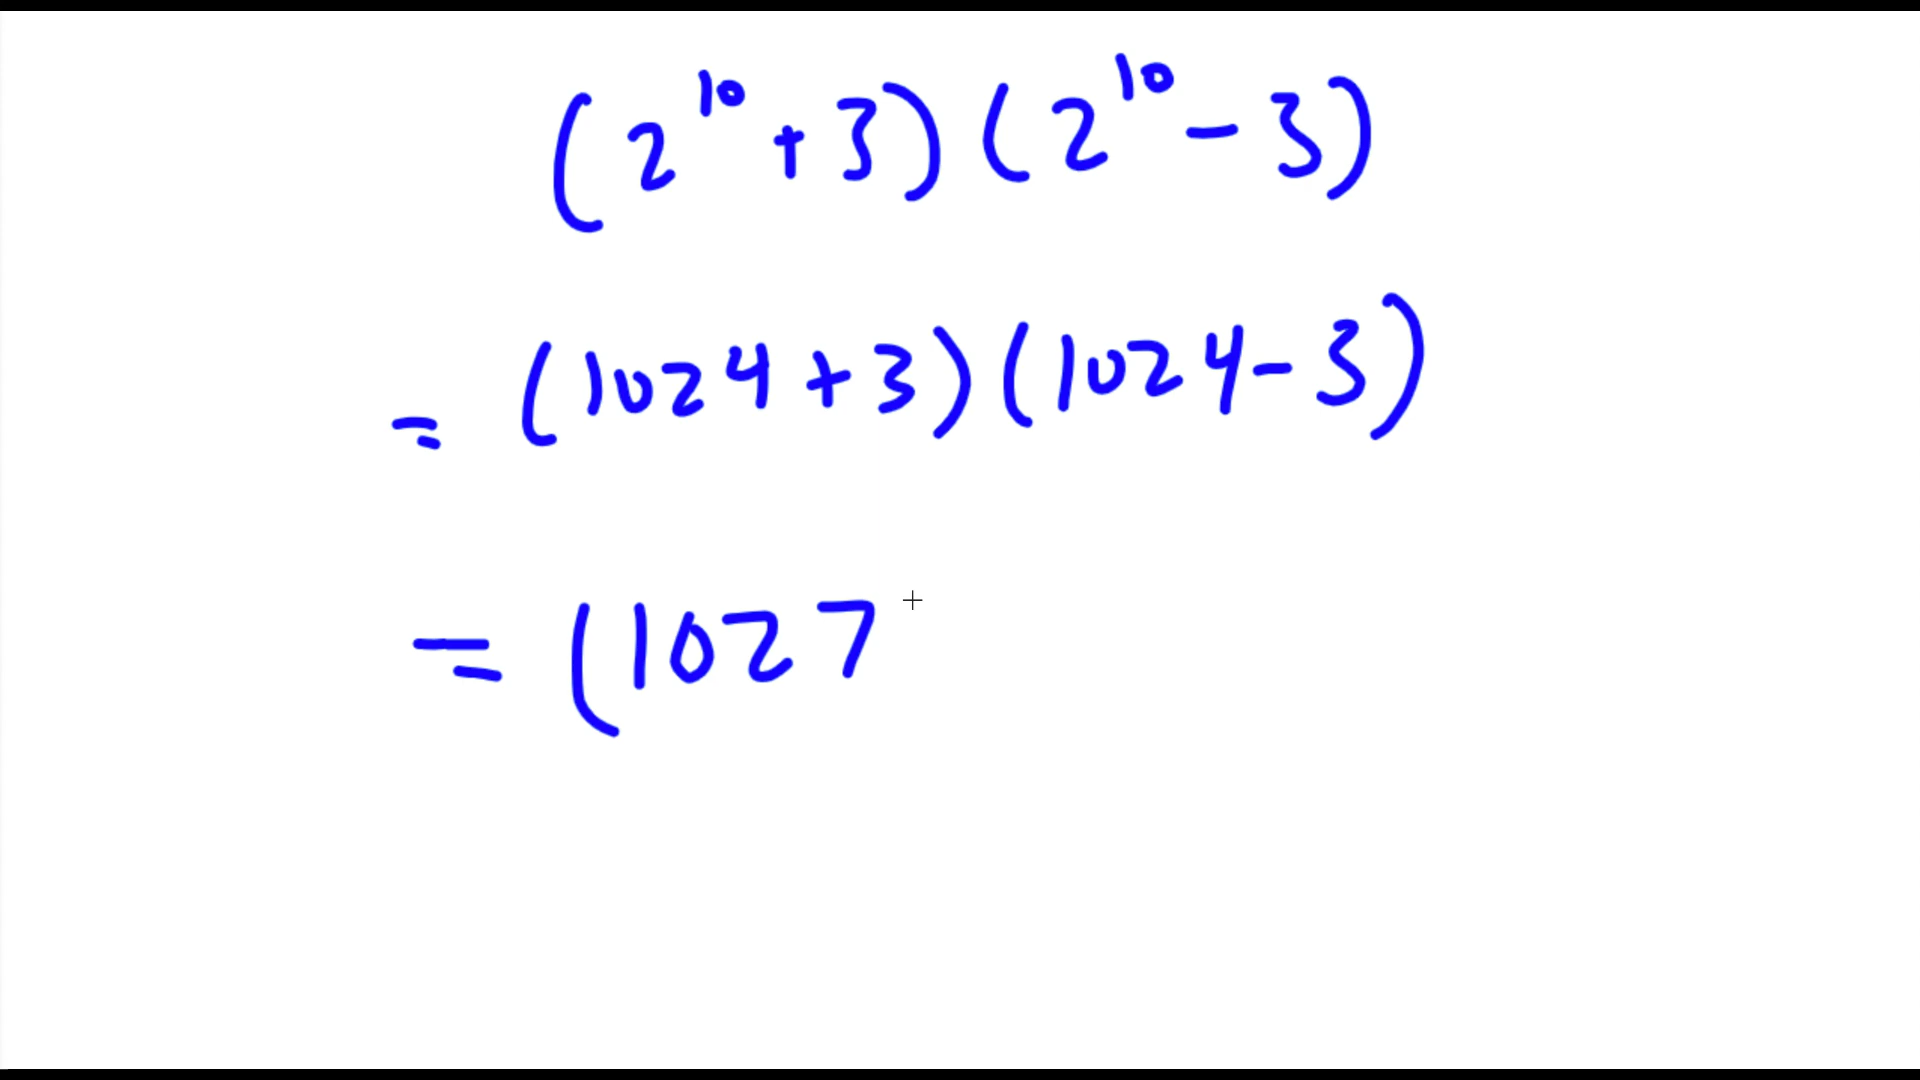 (2^10 + 3)(2^10 - 3)
= (1024 + 3)(1024 - 3)
= (1027